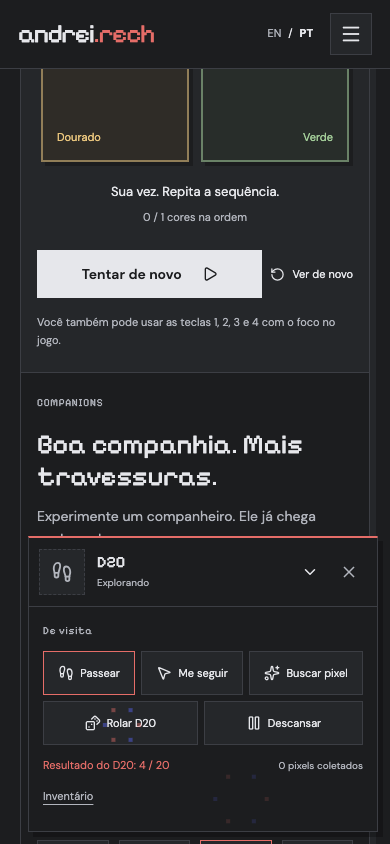 andrei.rech
EN / PT
Dourado
Verde
Sua vez. Repita a sequência.
0 / 1 cores na ordem
Tentar de novo
Ver de novo
Você também pode usar as teclas 1, 2, 3 e 4 com o foco no
jogo.
COMPANIONS
Boa companhia. Mais
travessuras.
Experimente um companheiro. Ele já chega
D20
Explorando
De visita
Passear
Me seguir
Buscar pixel
Rolar D20
Descansar
Resultado do D20: 4 / 20
0 pixels coletados
Inventário